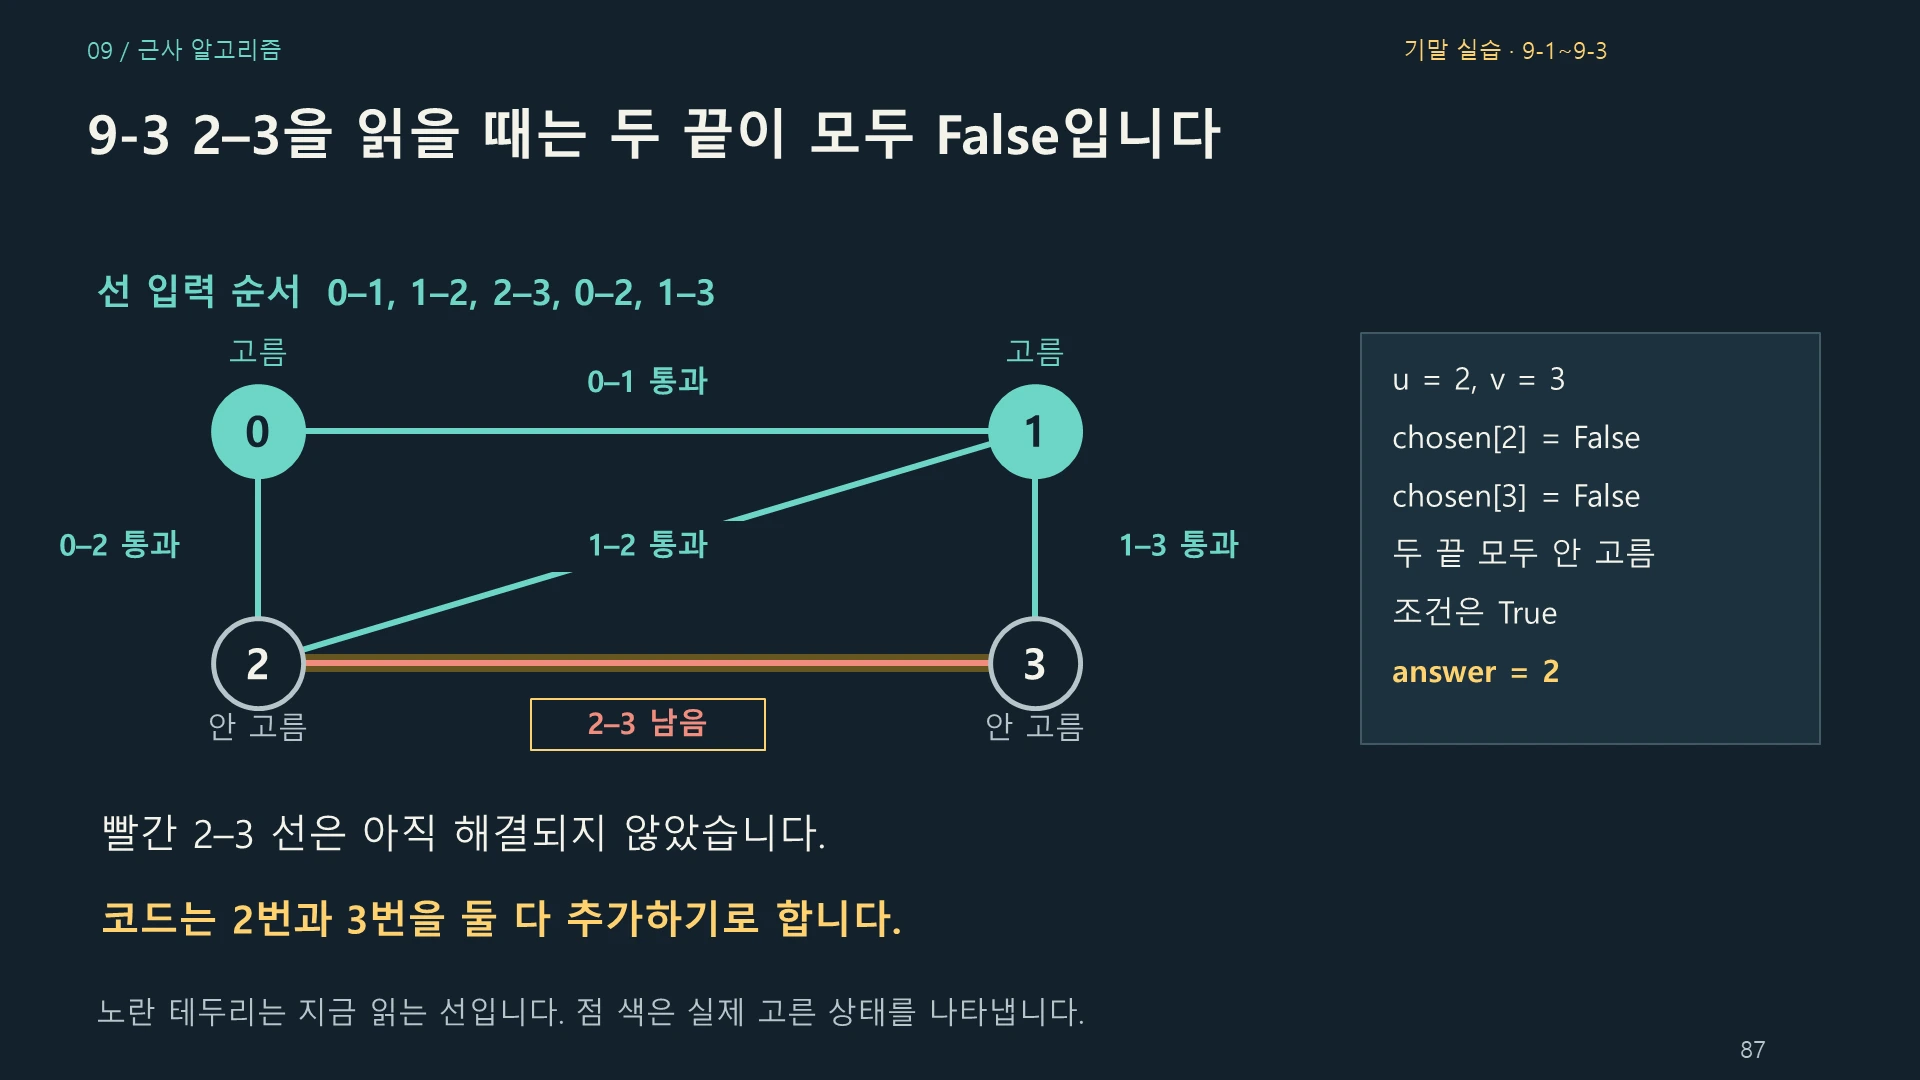 09 / 근사 알고리즘
기말 실습 · 9-1~9-3
9-3 2–3을 읽을 때는 두 끝이 모두 False입니다
선 입력 순서 0–1, 1–2, 2–3, 0–2, 1–3
고름
고름
0–1 통과
0
1
0–2 통과
1–2 통과
1–3 통과
2
3
안 고름
2–3 남음
안 고름
u = 2, v = 3
chosen[2] = False
chosen[3] = False
두 끝 모두 안 고름
조건은 True
answer = 2
빨간 2–3 선은 아직 해결되지 않았습니다.
코드는 2번과 3번을 둘 다 추가하기로 합니다.
노란 테두리는 지금 읽는 선입니다. 점 색은 실제 고른 상태를 나타냅니다.
87